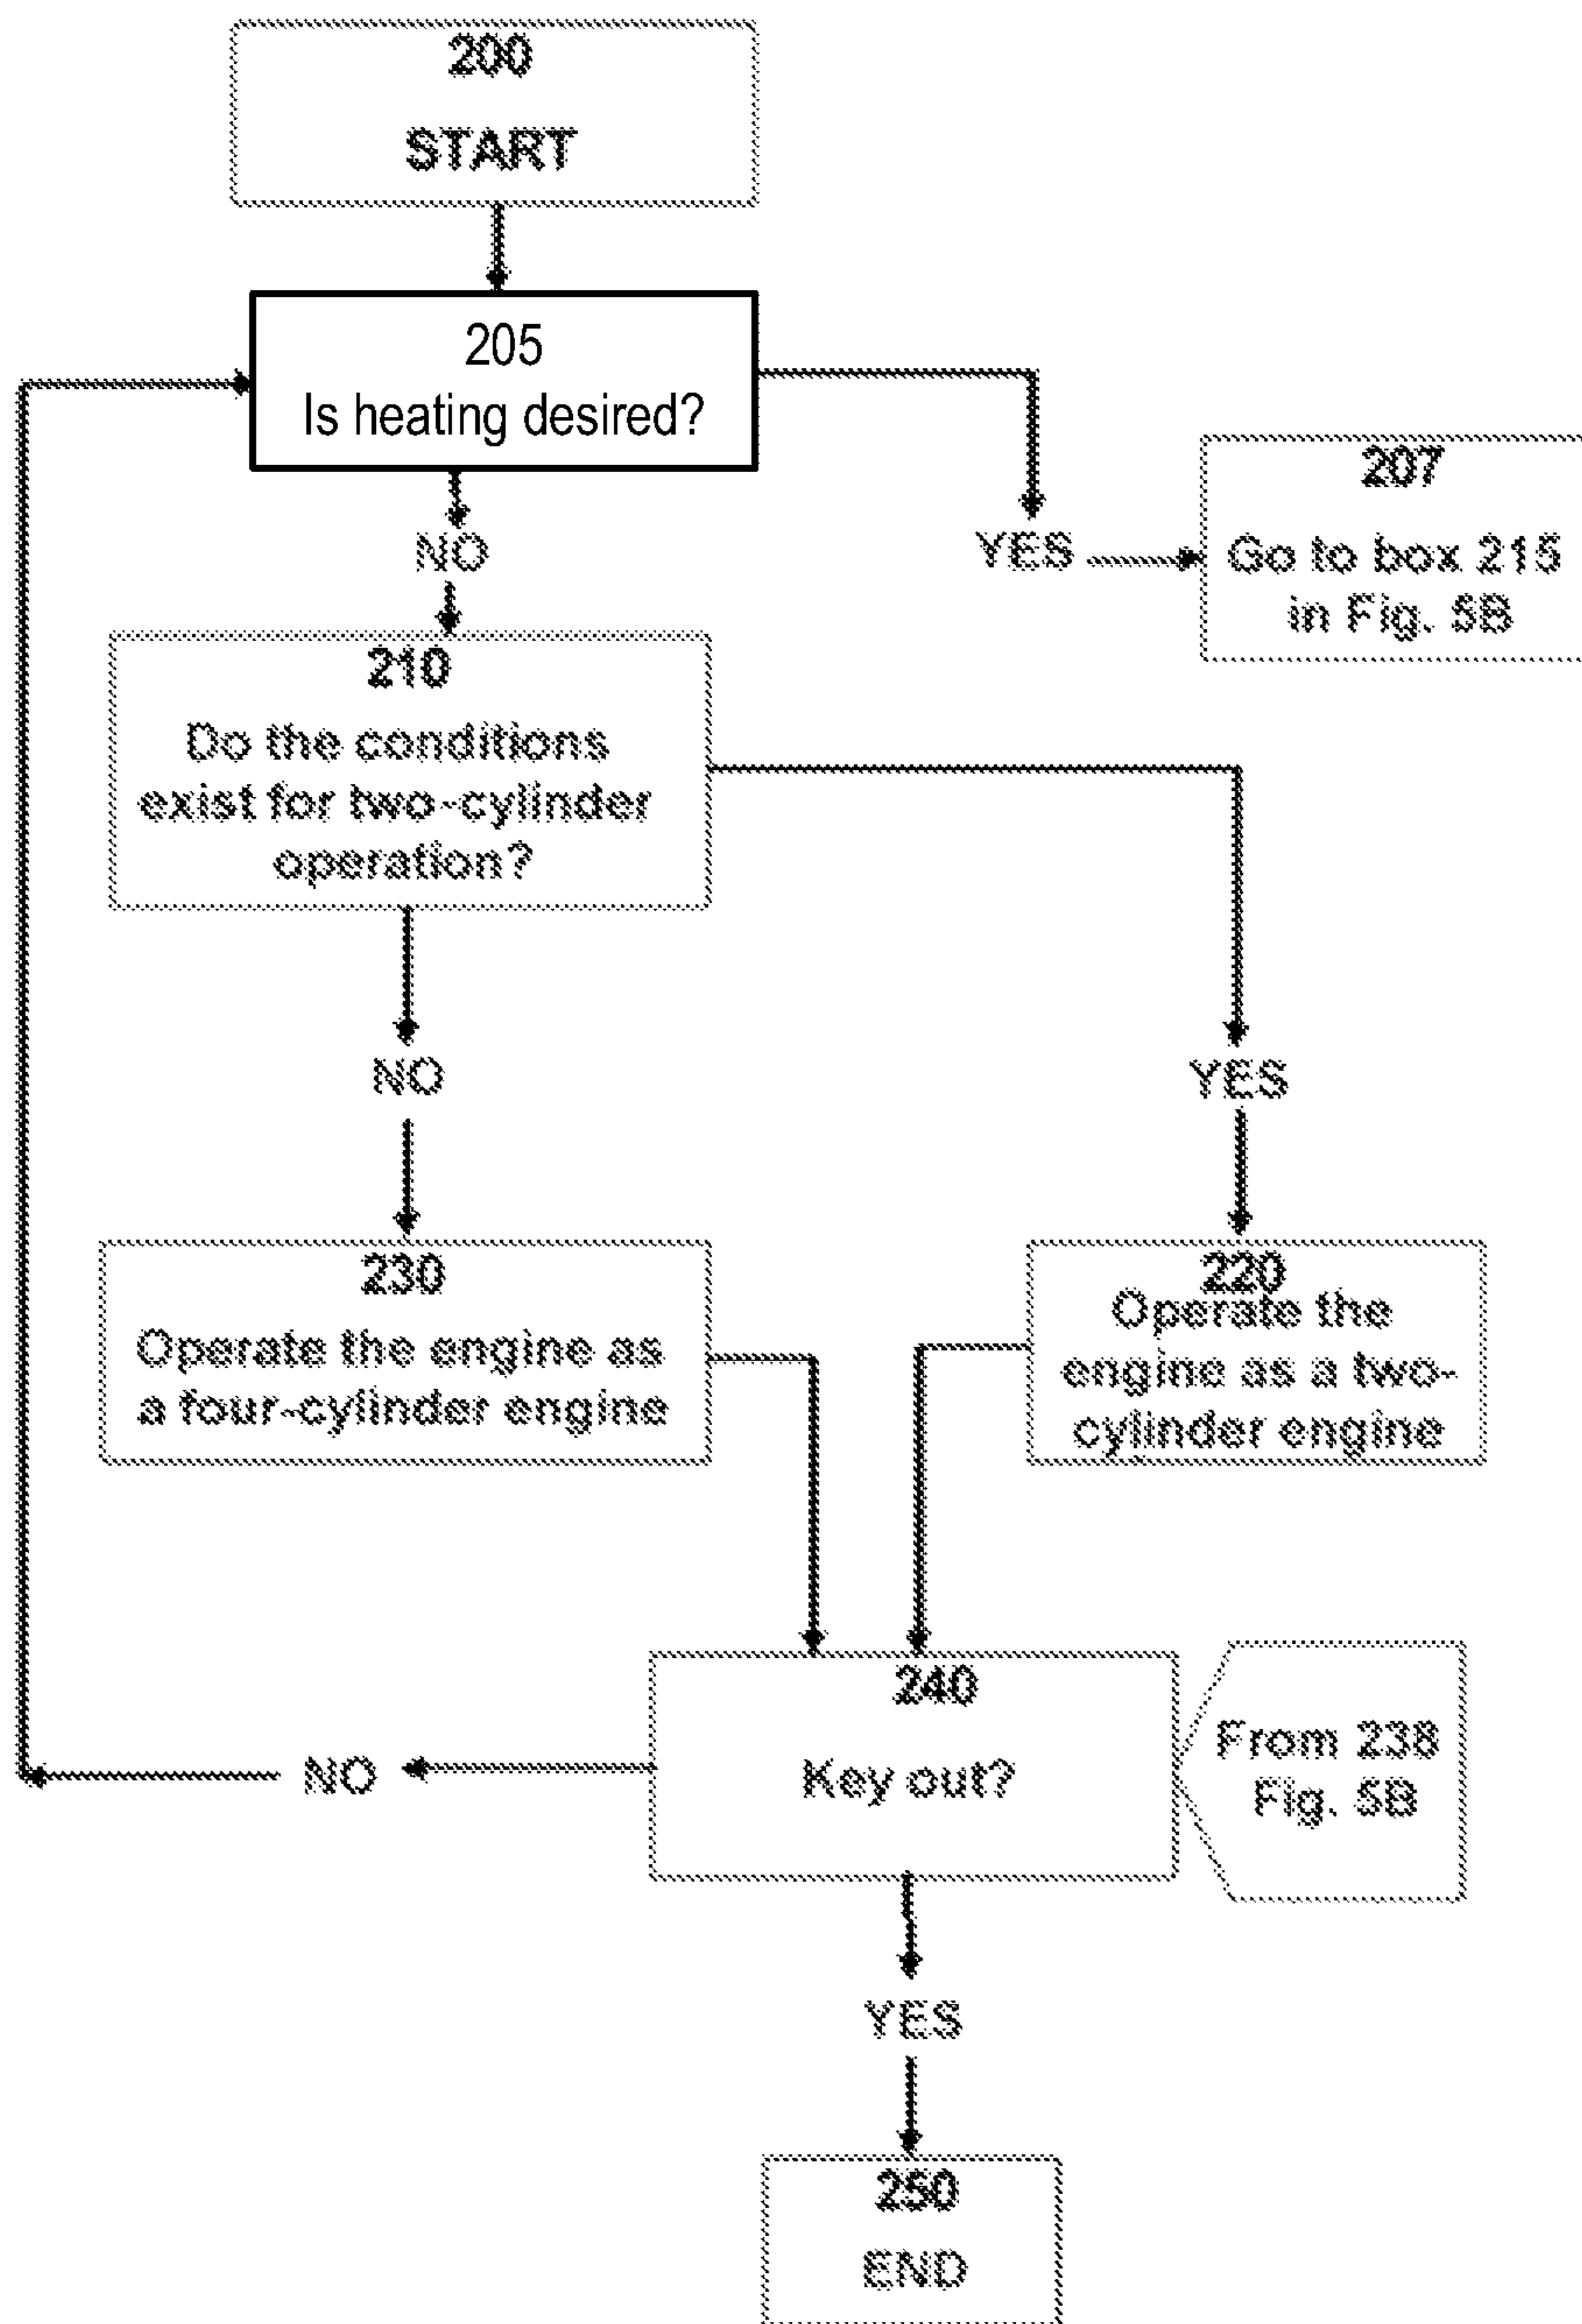 200
START
205
Is heating desired?
NO
YES
207
Go to box 215
in Fig. 5B
210
Do the conditions
exist for two-cylinder
operation?
NO
YES
230
Operate the engine as
a four-cylinder engine
220
Operate the
engine as a two-
cylinder engine
240
Key out?
From 238
Fig. 5B
NO
YES
250
END